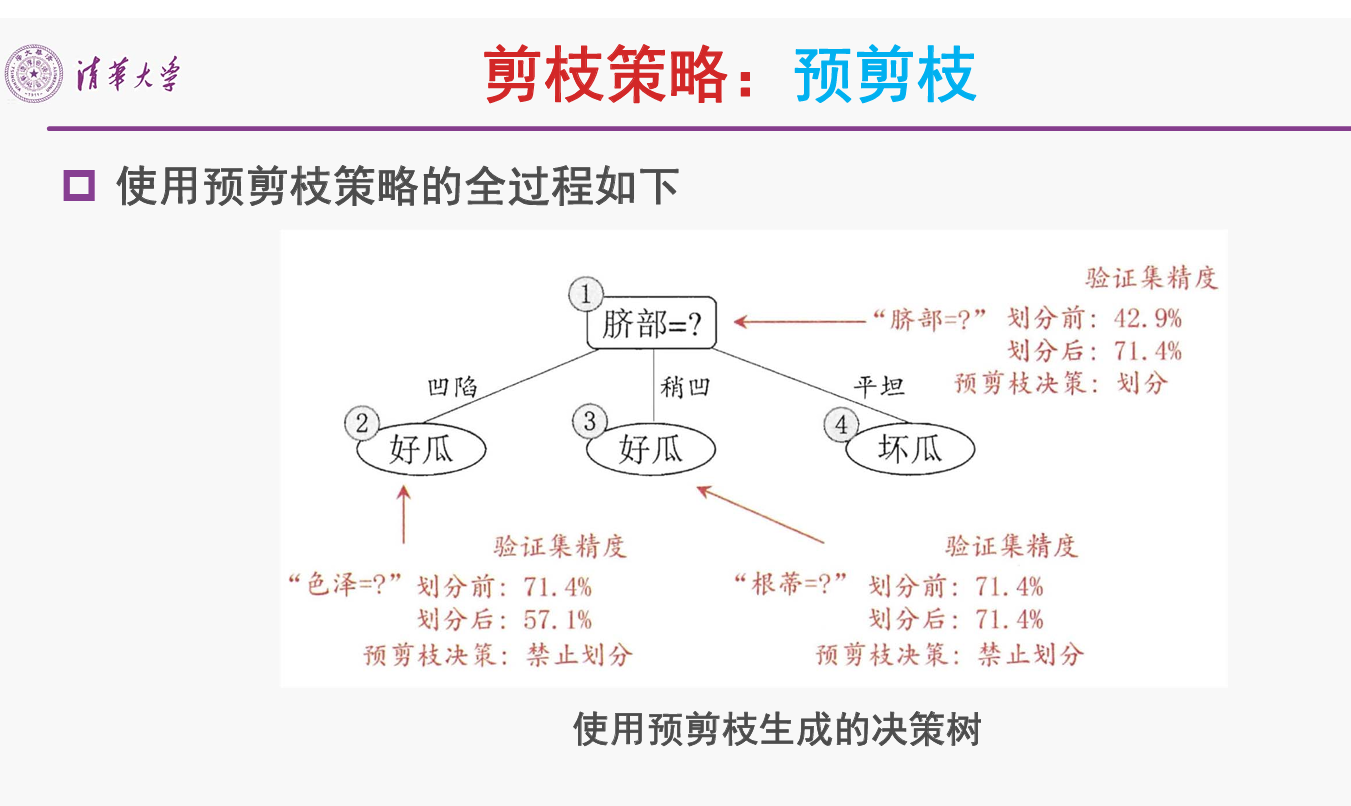 清华大学
剪枝策略：预剪枝
使用预剪枝策略的全过程如下
验证集精度
①
脐部=?
“脐部=?” 划分前: 42.9%
划分后: 71.4%
预剪枝决策: 划分
凹陷
稍凹
平坦
②
好瓜
③
好瓜
④
坏瓜
验证集精度
“色泽=?” 划分前: 71.4%
划分后: 57.1%
预剪枝决策: 禁止划分
验证集精度
“根蒂=?” 划分前: 71.4%
划分后: 71.4%
预剪枝决策: 禁止划分
使用预剪枝生成的决策树